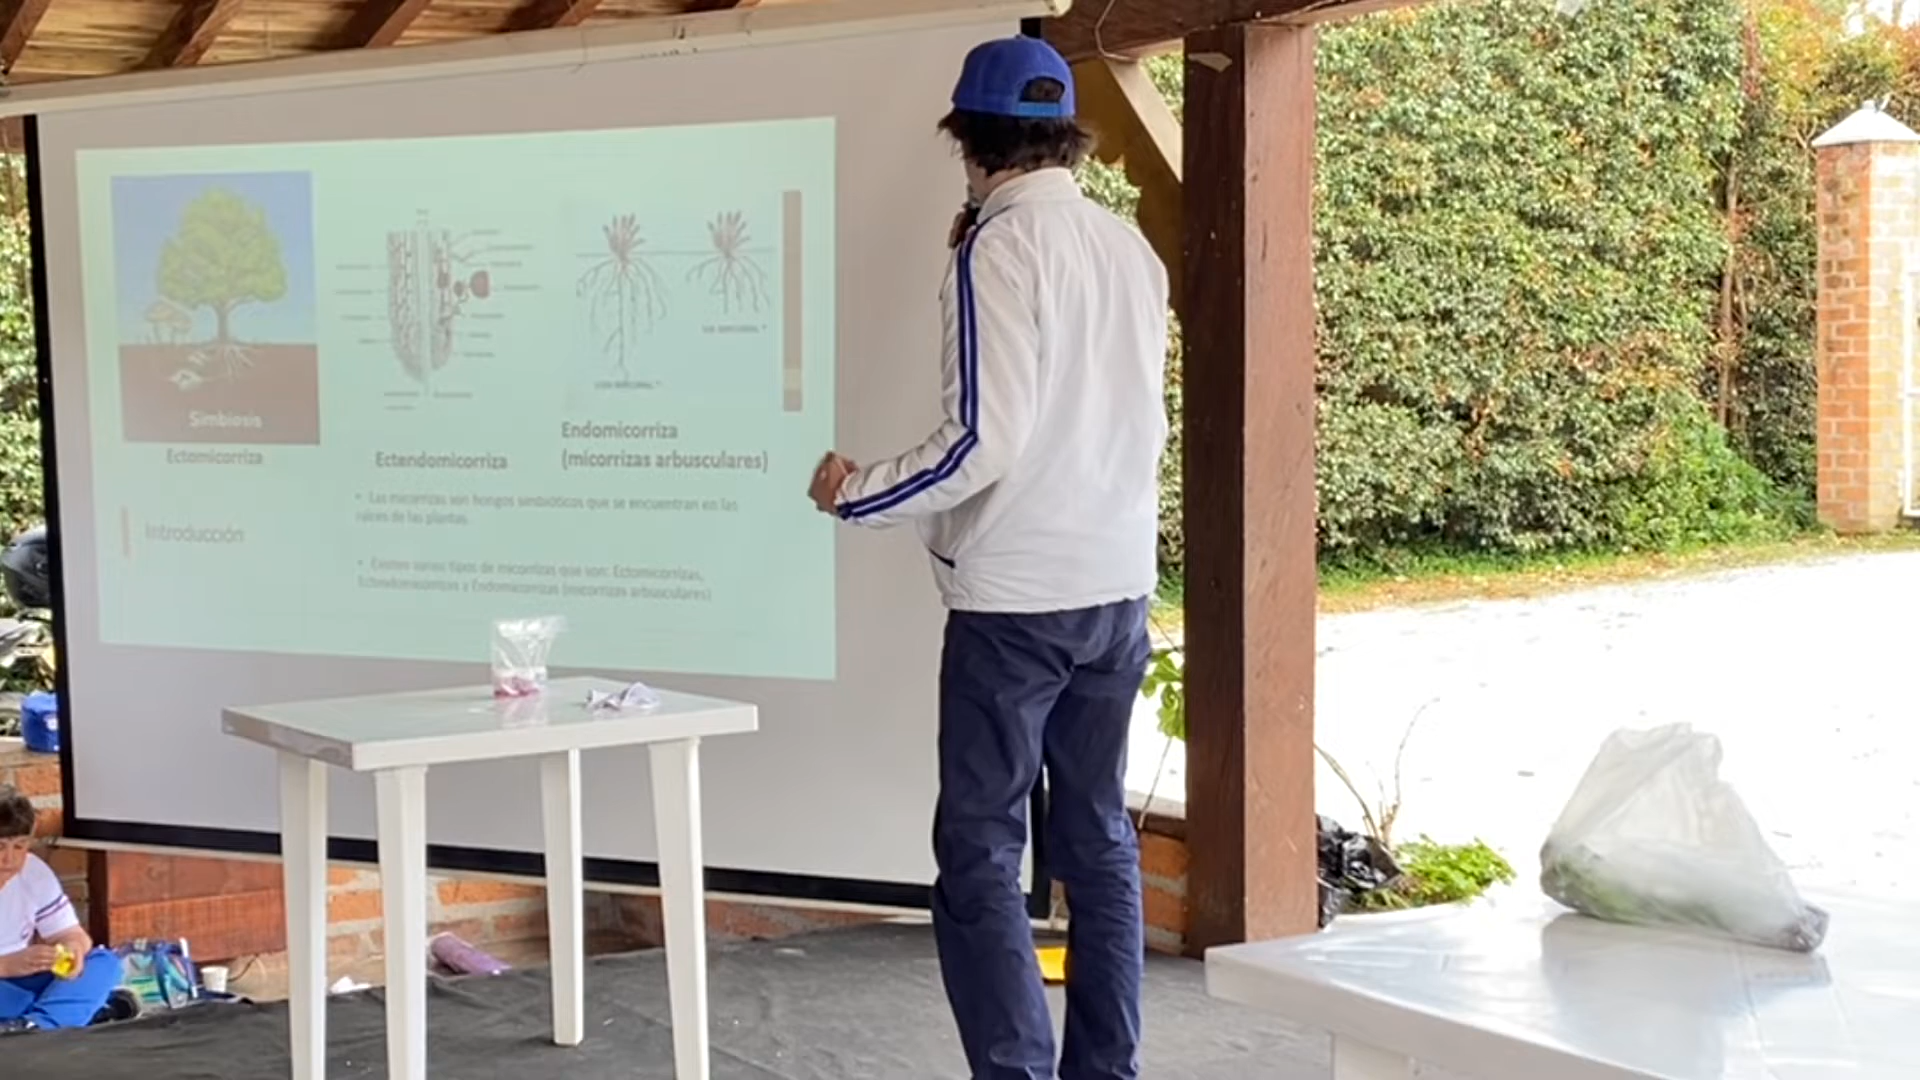 Simbiosis
Ectomicorriza
Ectendomicorriza
Endomicorriza
(micorrizas arbusculares)
Introducción
• Las micorrizas son hongos simbióticos que se encuentran en las
raíces de las plantas.
• Existen varios tipos de micorrizas que son: Ectomicorrizas,
Ectendomicorrizas y Endomicorrizas (micorrizas arbusculares)